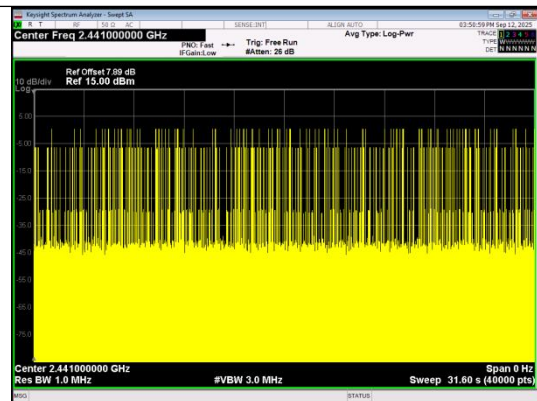 Keysight Spectrum Analyzer - Swept SA
R T RF 50 Ω AC SENSE:INT ALIGN AUTO 03:50:59 PM Sep 12, 2025
Center Freq 2.441000000 GHz Avg Type: Log-Pwr TRACE 1 2 3 4 5 6
PNO: Fast Trig: Free Run TYPE
IFGain:Low #Atten: 26 dB DET N N N N N N
Ref Offset 7.89 dB
10 dB/div Ref 15.00 dBm
Log
5.00
-5.00
-15.0
-25.0
-35.0
-45.0
-55.0
-65.0
-75.0
Center 2.441000000 GHz Span 0 Hz
Res BW 1.0 MHz #VBW 3.0 MHz Sweep 31.60 s (40000 pts)
MSG STATUS